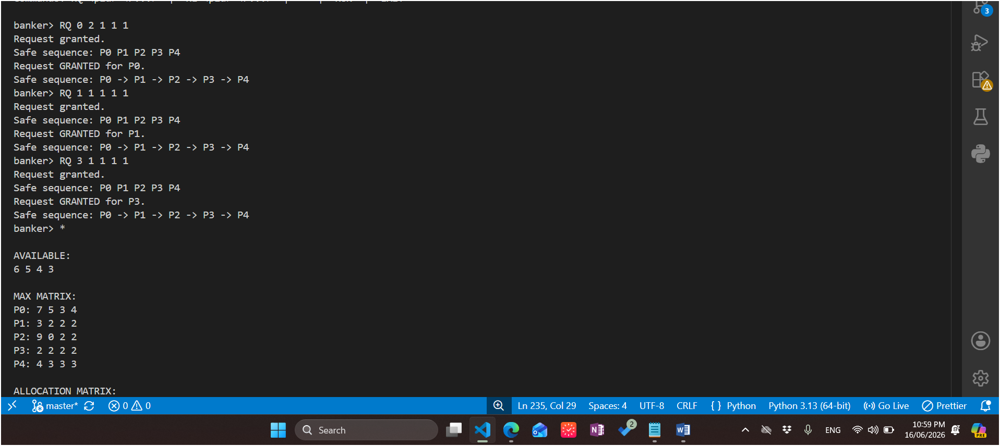 banker> RQ 0 2 1 1 1
Request granted.
Safe sequence: P0 P1 P2 P3 P4
Request GRANTED for P0.
Safe sequence: P0 -> P1 -> P2 -> P3 -> P4
banker> RQ 1 1 1 1 1
Request granted.
Safe sequence: P0 P1 P2 P3 P4
Request GRANTED for P1.
Safe sequence: P0 -> P1 -> P2 -> P3 -> P4
banker> RQ 3 1 1 1 1
Request granted.
Safe sequence: P0 P1 P2 P3 P4
Request GRANTED for P3.
Safe sequence: P0 -> P1 -> P2 -> P3 -> P4
banker> *
AVAILABLE:
6 5 4 3
MAX MATRIX:
P0: 7 5 3 4
P1: 3 2 2 2
P2: 9 0 2 2
P3: 2 2 2 2
P4: 4 3 3 3
ALLOCATION MATRIX:
3
master* 0 0 Ln 235, Col 29 Spaces: 4 UTF-8 CRLF { } Python Python 3.13 (64-bit) Go Live Prettier
Search 2 ENG 10:59 PM
16/06/2026
PRE